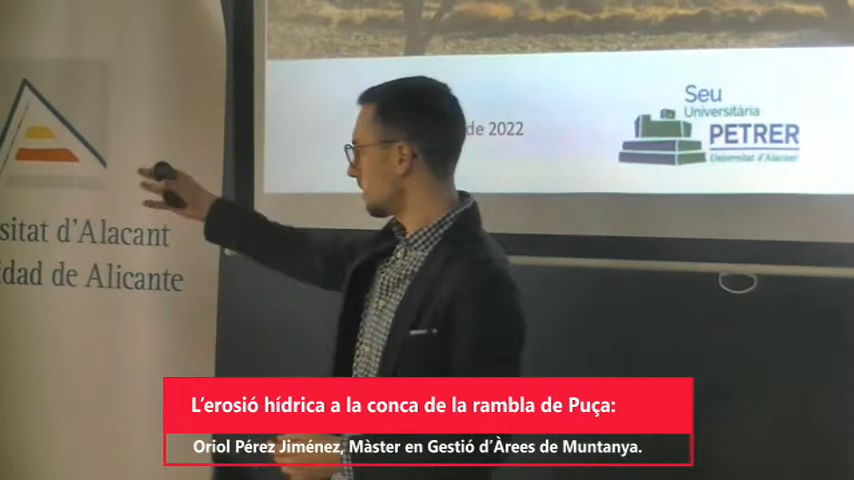 Seu
Universitària
PETRER
Universitat d'Alacant
de 2022
sitat d'Alacant
idad de Alicante
L'erosió hídrica a la conca de la rambla de Puça:
Oriol Pérez Jiménez, Màster en Gestió d'Àrees de Muntanya.